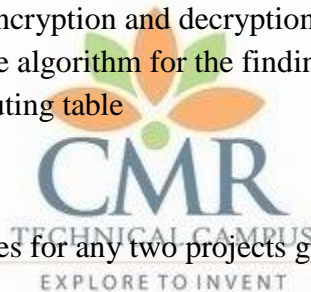 ncryption and decryption
e algorithm for the findin
uting table
CMR
TECHNICAL CAMPUS
es for any two projects g
EXPLORE TO INVENT